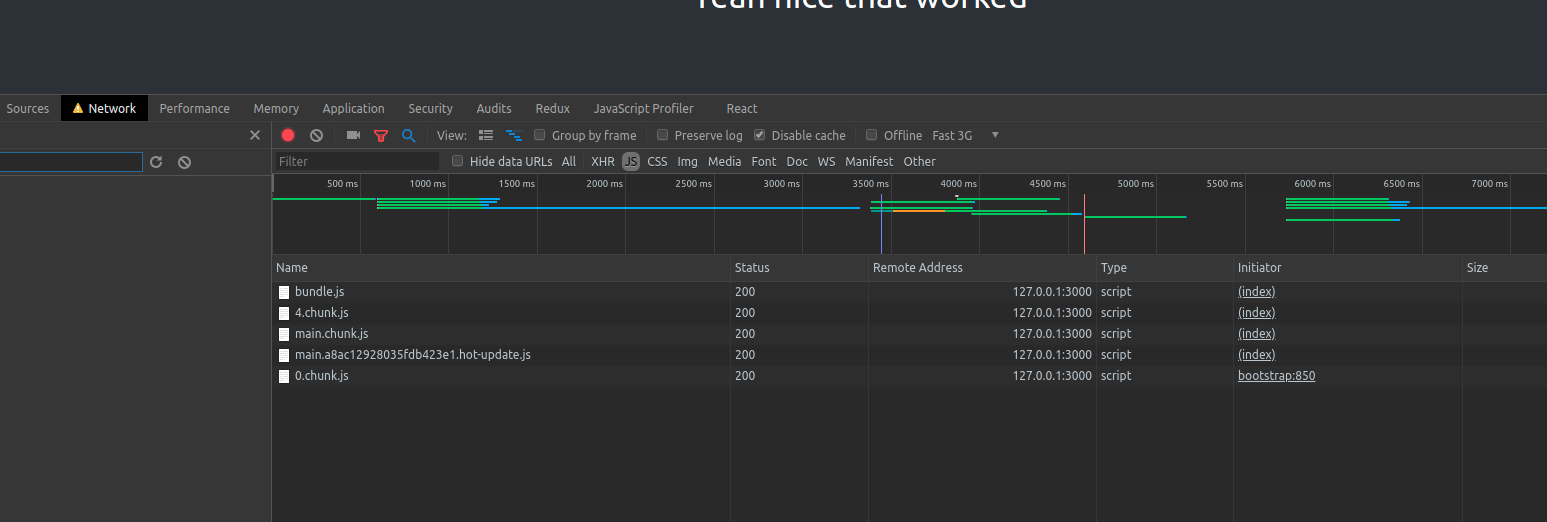 Yeah nice that worked
Sources Network Performance Memory Application Security Audits Redux JavaScript Profiler React
View: Group by frame Preserve log Disable cache Offline Fast 3G
Filter Hide data URLs All XHR JS CSS Img Media Font Doc WS Manifest Other
500 ms 1000 ms 1500 ms 2000 ms 2500 ms 3000 ms 3500 ms 4000 ms 4500 ms 5000 ms 5500 ms 6000 ms 6500 ms 7000 ms
Name Status Remote Address Type Initiator Size
bundle.js 200 127.0.0.1:3000 script (index)
4.chunk.js 200 127.0.0.1:3000 script (index)
main.chunk.js 200 127.0.0.1:3000 script (index)
main.a8ac12928035fdb423e1.hot-update.js 200 127.0.0.1:3000 script (index)
0.chunk.js 200 127.0.0.1:3000 script bootstrap:850